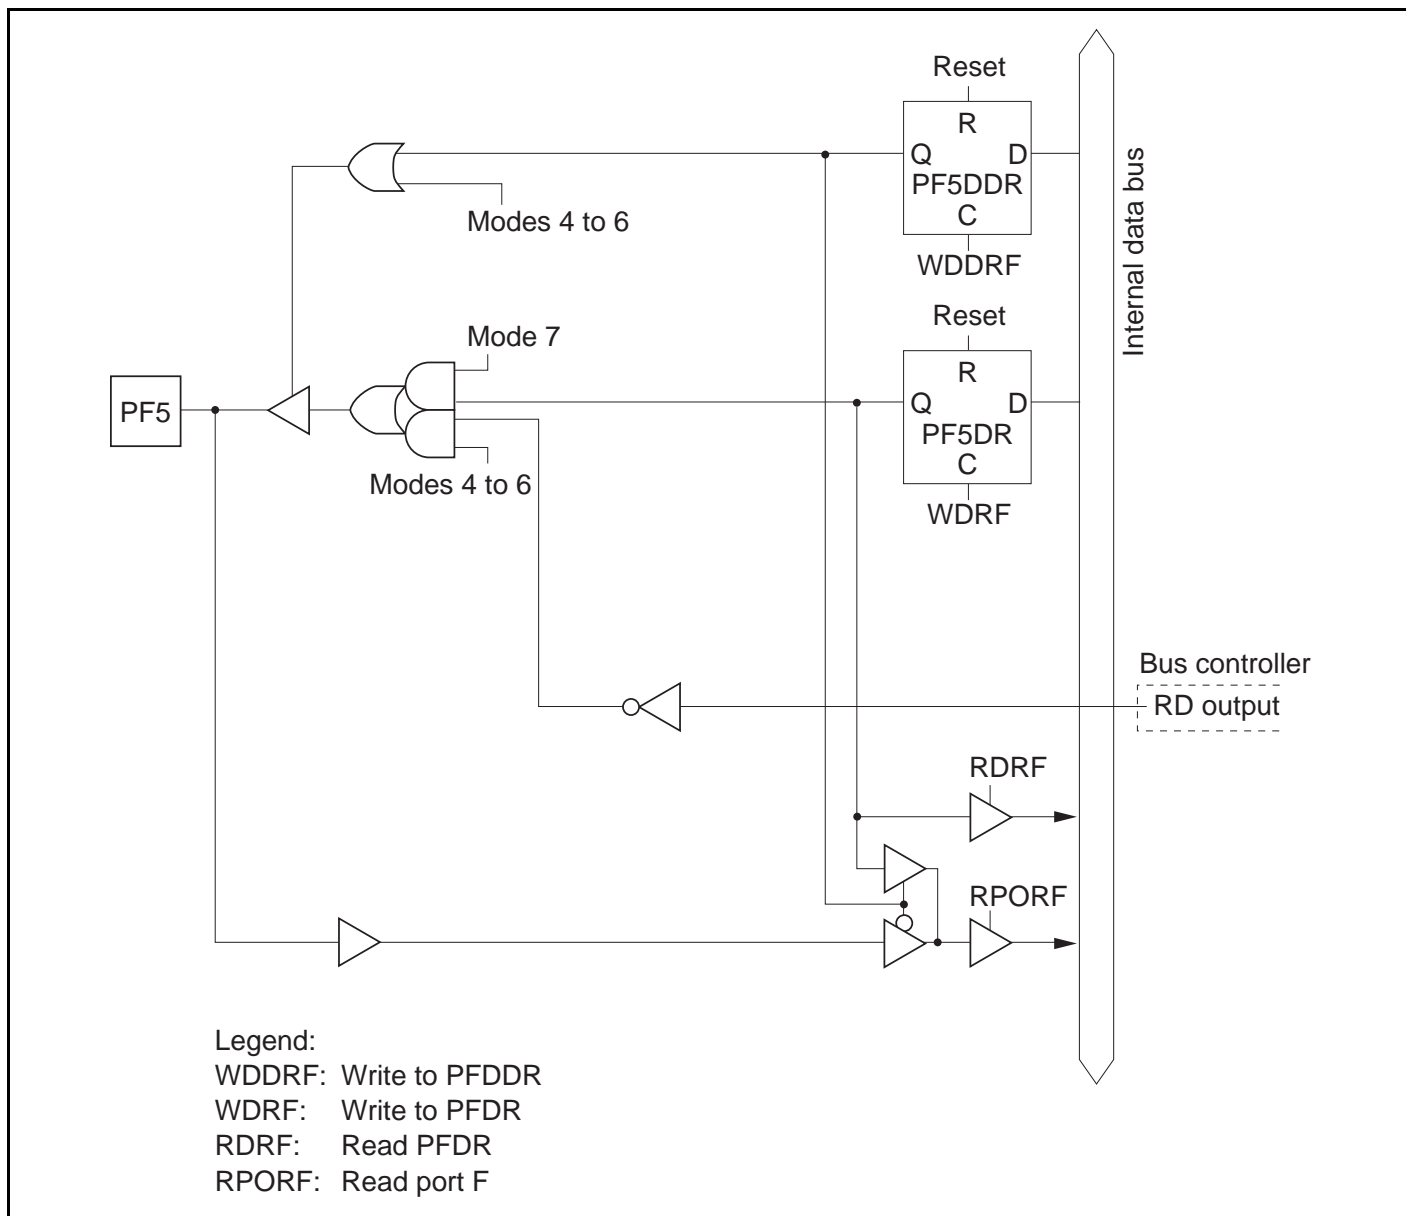 Reset
R
Q D
PF5DDR
C
WDDRF
Modes 4 to 6
Internal data bus
Reset
R
Q D
PF5DR
C
WDRF
Mode 7
PF5
Modes 4 to 6
Bus controller
RD output
RDRF
RPORF
Legend:
WDDRF: Write to PFDDR
WDRF: Write to PFDR
RDRF: Read PFDR
RPORF: Read port F